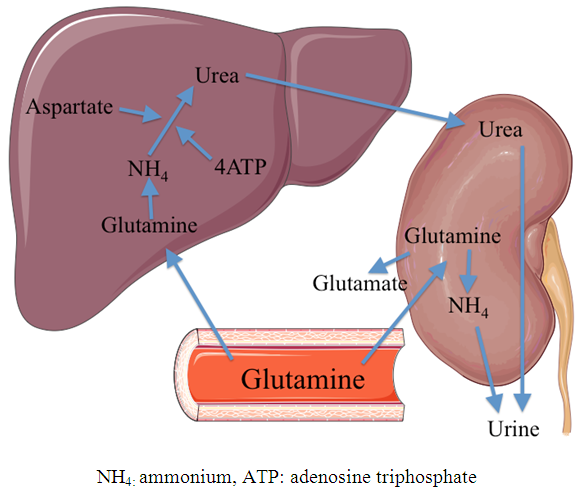 Urea
Aspartate
Urea
NH₄
4ATP
Glutamine
Glutamine
Glutamate
NH₄
Glutamine
Urine
NH₄: ammonium, ATP: adenosine triphosphate